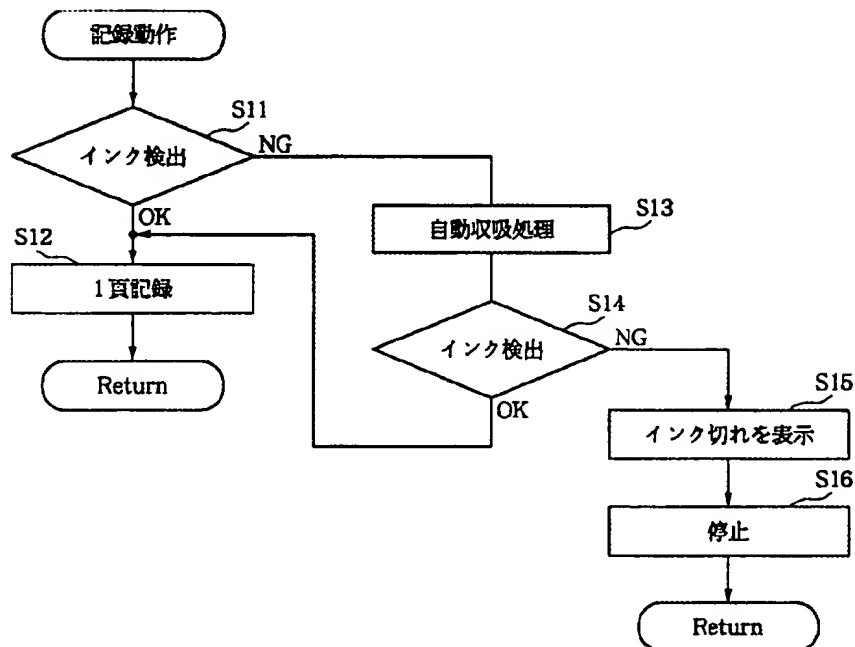 記録動作
S11
インク検出
NG
OK
S12
1頁記録
Return
S13
自動収吸処理
S14
インク検出
NG
OK
S15
インク切れを表示
S16
停止
Return